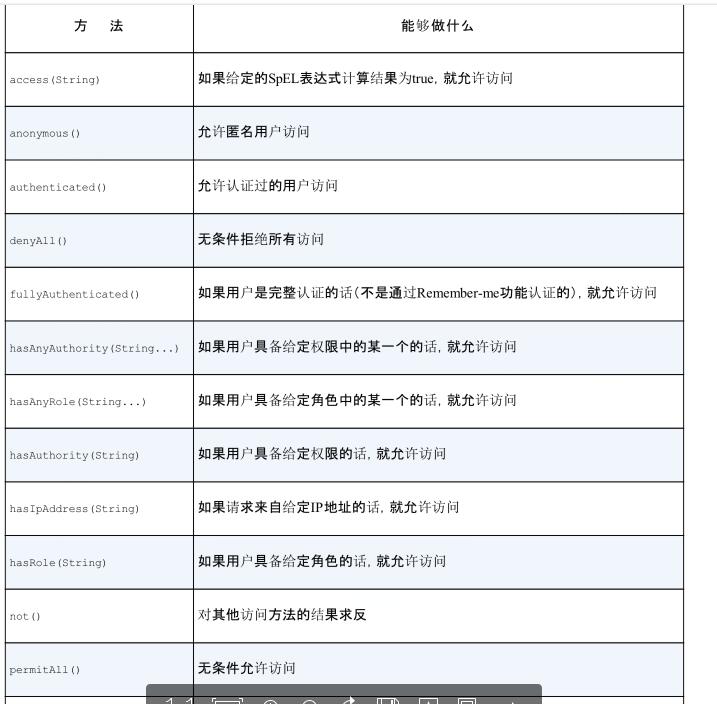 方 法 能够做什么
access(String) 如果给定的SpEL表达式计算结果为true，就允许访问
anonymous() 允许匿名用户访问
authenticated() 允许认证过的用户访问
denyAll() 无条件拒绝所有访问
fullyAuthenticated() 如果用户是完整认证的话（不是通过Remember-me功能认证的），就允许访问
hasAnyAuthority(String...) 如果用户具备给定权限中的某一个的话，就允许访问
hasAnyRole(String...) 如果用户具备给定角色中的某一个的话，就允许访问
hasAuthority(String) 如果用户具备给定权限的话，就允许访问
hasIpAddress(String) 如果请求来自给定IP地址的话，就允许访问
hasRole(String) 如果用户具备给定角色的话，就允许访问
not() 对其他访问方法的结果求反
permitAll() 无条件允许访问